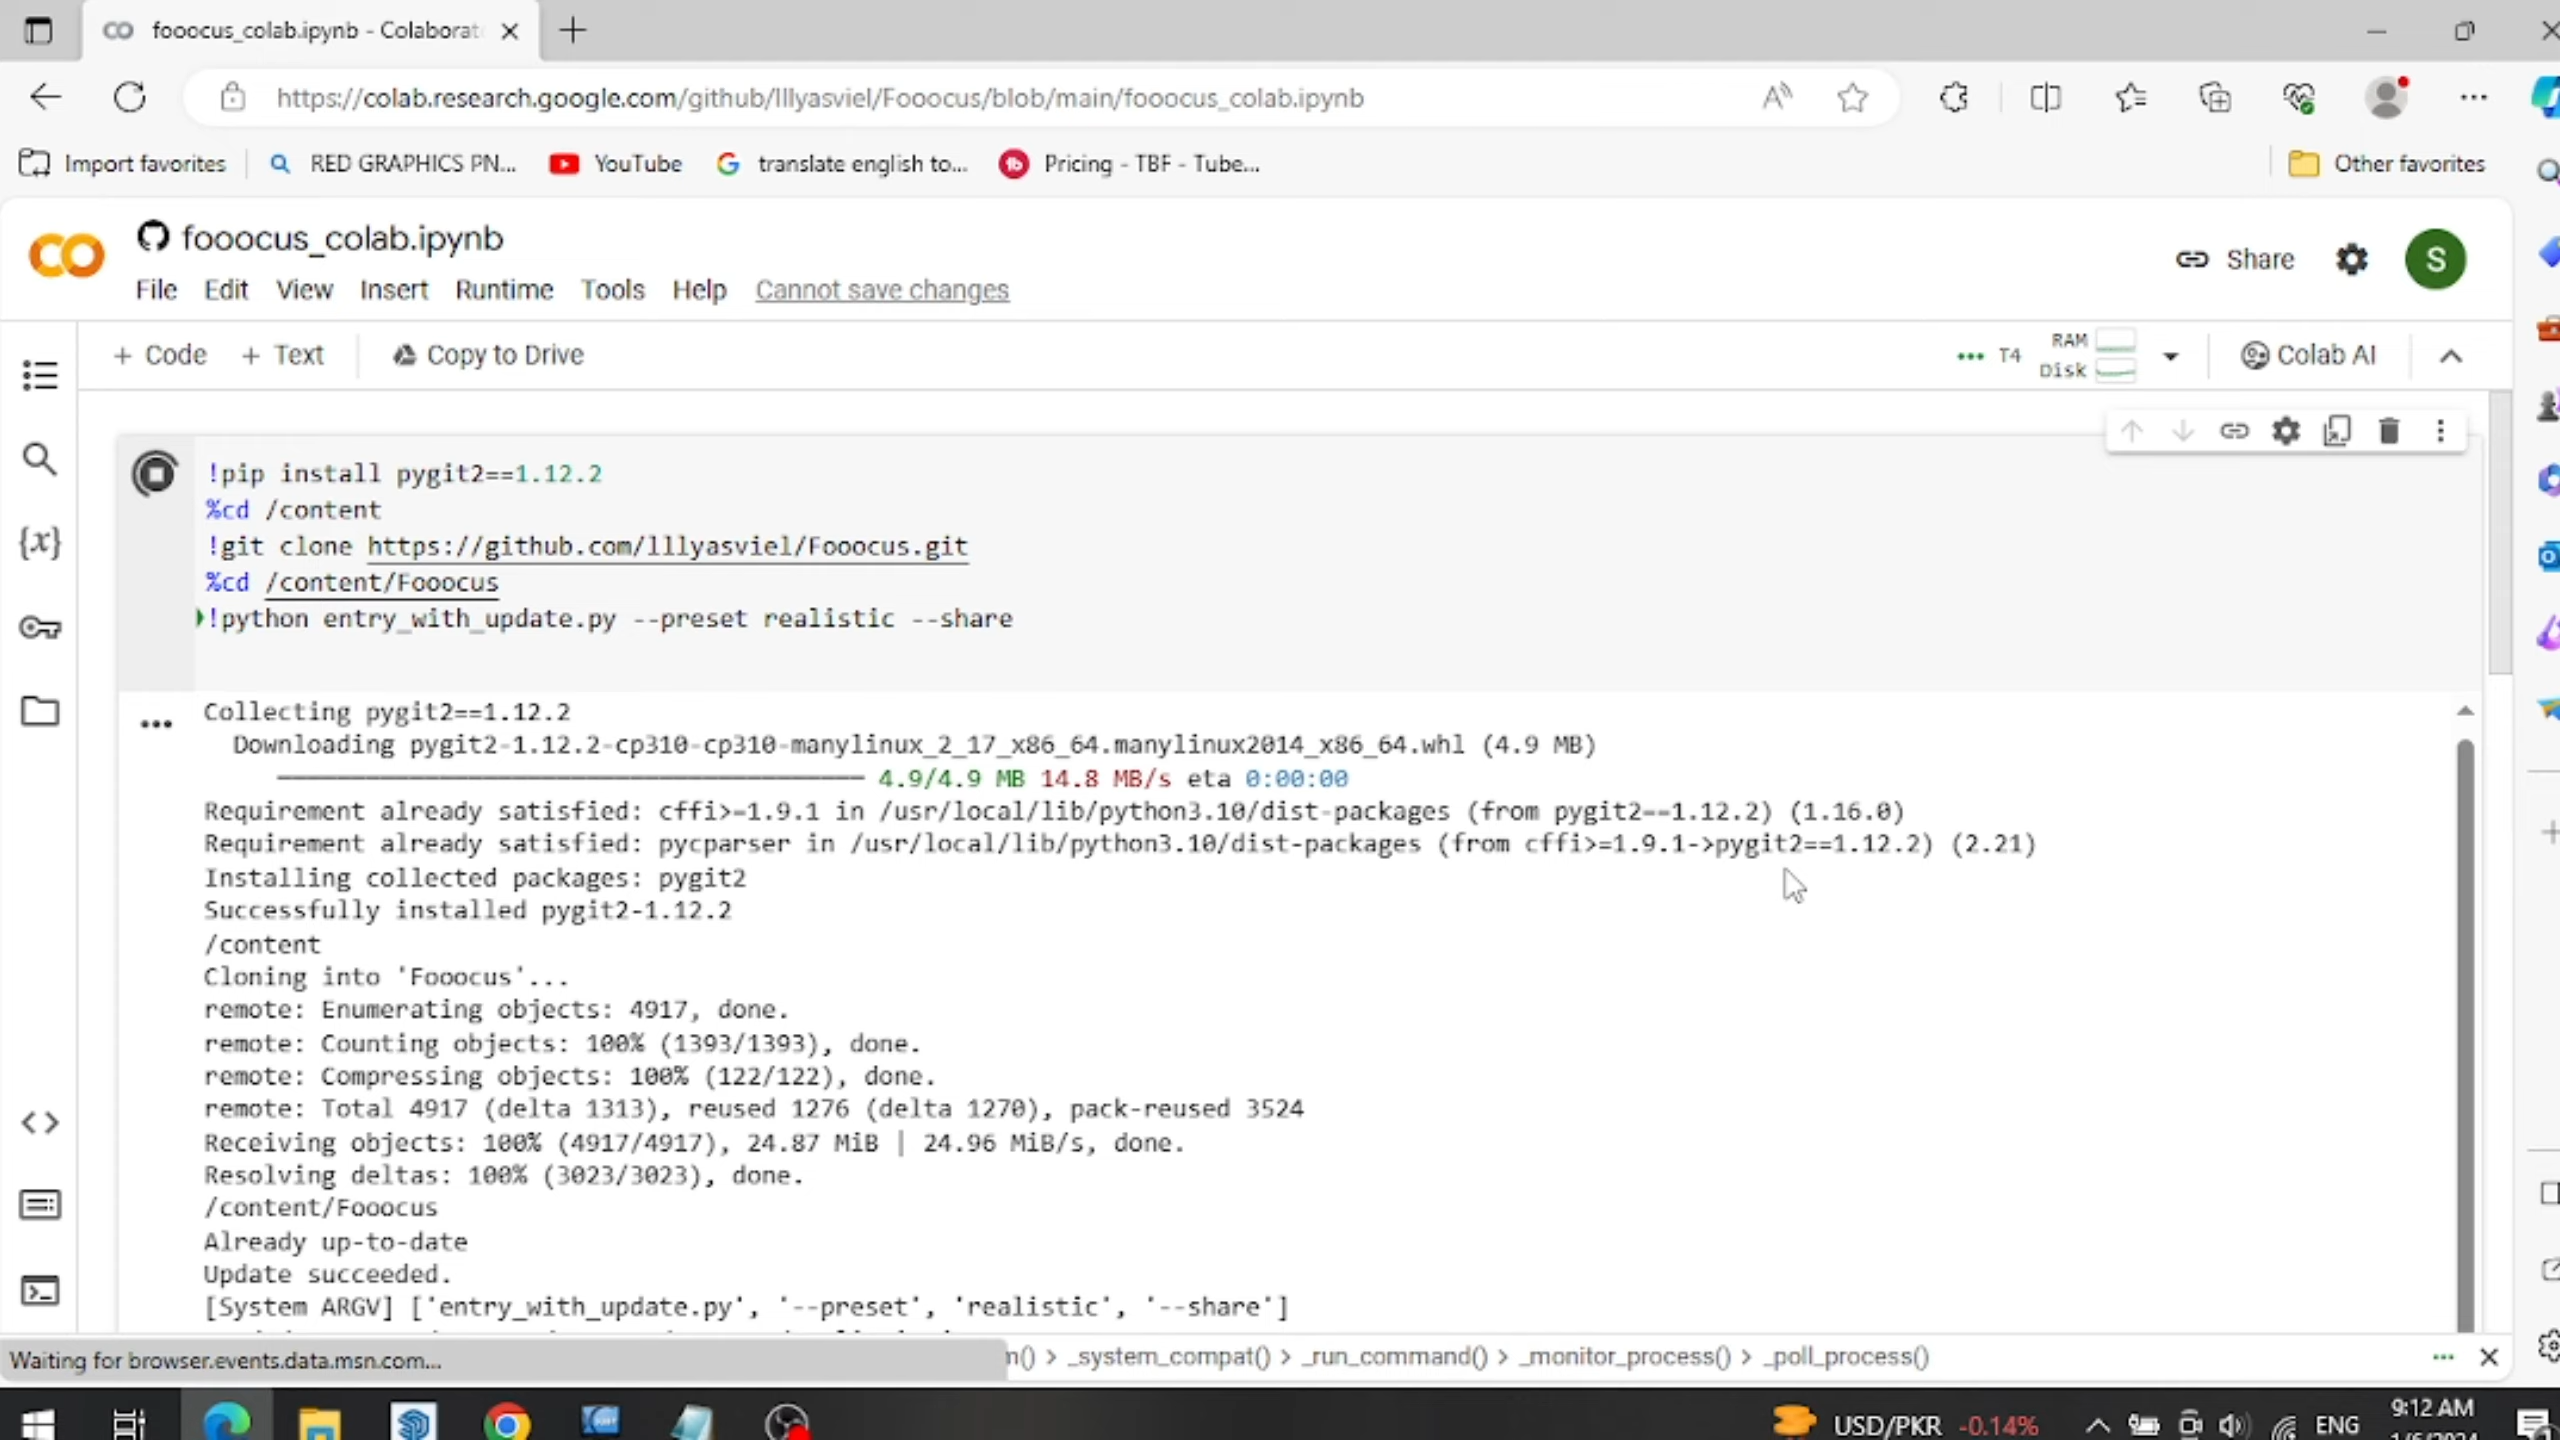 fooocus_colab.ipynb - Colaborat
https://colab.research.google.com/github/lllyasviel/Fooocus/blob/main/fooocus_colab.ipynb
Import favorites
RED GRAPHICS PN...
YouTube
translate english to...
Pricing - TBF - Tube...
Other favorites
fooocus_colab.ipynb
Share
S
File Edit View Insert Runtime Tools Help Cannot save changes
+ Code + Text Copy to Drive
T4
RAM
Disk
Colab AI
!pip install pygit2==1.12.2
%cd /content
!git clone https://github.com/lllyasviel/Fooocus.git
%cd /content/Fooocus
!python entry_with_update.py --preset realistic --share
Collecting pygit2==1.12.2
Downloading pygit2-1.12.2-cp310-cp310-manylinux_2_17_x86_64.manylinux2014_x86_64.whl (4.9 MB)
4.9/4.9 MB 14.8 MB/s eta 0:00:00
Requirement already satisfied: cffi>=1.9.1 in /usr/local/lib/python3.10/dist-packages (from pygit2==1.12.2) (1.16.0)
Requirement already satisfied: pycparser in /usr/local/lib/python3.10/dist-packages (from cffi>=1.9.1->pygit2==1.12.2) (2.21)
Installing collected packages: pygit2
Successfully installed pygit2-1.12.2
/content
Cloning into 'Fooocus'...
remote: Enumerating objects: 4917, done.
remote: Counting objects: 100% (1393/1393), done.
remote: Compressing objects: 100% (122/122), done.
remote: Total 4917 (delta 1313), reused 1276 (delta 1270), pack-reused 3524
Receiving objects: 100% (4917/4917), 24.87 MiB | 24.96 MiB/s, done.
Resolving deltas: 100% (3023/3023), done.
/content/Fooocus
Already up-to-date
Update succeeded.
[System ARGV] ['entry_with_update.py', '--preset', 'realistic', '--share']
Waiting for browser.events.data.msn.com...
m() > _system_compat() > _run_command() > _monitor_process() > _poll_process()
USD/PKR -0.14%
ENG
9:12 AM